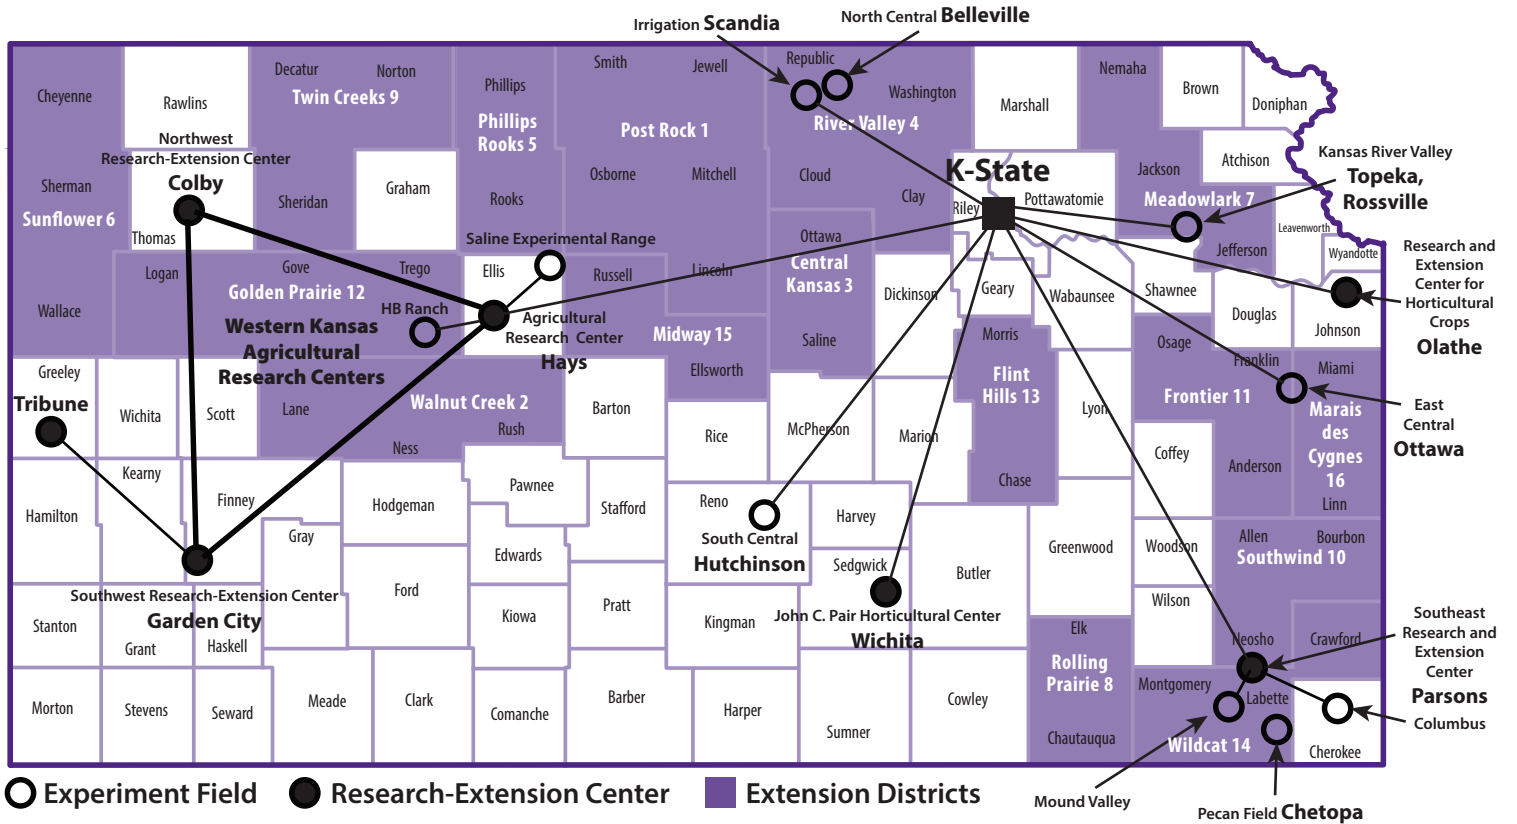 Irrigation Scandia
North Central Belleville
Cheyenne
Rawlins
Decatur
Norton
Twin Creeks 9
Phillips
Phillips
Rooks 5
Smith
Jewell
Post Rock 1
Republic
Washington
River Valley 4
Marshall
Nemaha
Brown
Doniphan
Northwest
Research-Extension Center
Colby
Sherman
Sunflower 6
Thomas
Sheridan
Graham
Rooks
Osborne
Mitchell
Cloud
Clay
K-State
Riley
Pottawatomie
Jackson
Meadowlark 7
Atchison
Jefferson
Leavenworth
Wyandotte
Kansas River Valley
Topeka,
Rossville
Saline Experimental Range
Wallace
Logan
Gove
Golden Prairie 12
Trego
HB Ranch
Ellis
Russell
Lincoln
Ottawa
Central
Kansas 3
Saline
Dickinson
Geary
Wabaunsee
Shawnee
Douglas
Johnson
Research and
Extension
Center for
Horticultural
Crops
Olathe
Western Kansas
Agricultural
Research Centers
Agricultural
Research Center
Hays
Midway 15
Ellsworth
Morris
Flint
Hills 13
Chase
Osage
Franklin
Frontier 11
Miami
Marais
des
Cygnes
16
Linn
East
Central
Ottawa
Greeley
Tribune
Wichita
Scott
Lane
Walnut Creek 2
Rush
Ness
Barton
Rice
McPherson
Marion
Lyon
Coffey
Anderson
Hamilton
Kearny
Finney
Gray
Hodgeman
Pawnee
Stafford
Edwards
Reno
South Central
Hutchinson
Harvey
Sedgwick
Butler
Greenwood
Woodson
Allen
Bourbon
Southwind 10
Southwest Research-Extension Center
Garden City
Stanton
Grant
Haskell
Ford
Kiowa
Pratt
Kingman
John C. Pair Horticultural Center
Wichita
Elk
Rolling
Prairie 8
Chautauqua
Wilson
Neosho
Crawford
Southeast
Research and
Extension
Center
Parsons
Columbus
Morton
Stevens
Seward
Meade
Clark
Comanche
Barber
Harper
Sumner
Cowley
Montgomery
Labette
Wildcat 14
Cherokee
Mound Valley
Pecan Field Chetopa
Experiment Field
Research-Extension Center
Extension Districts